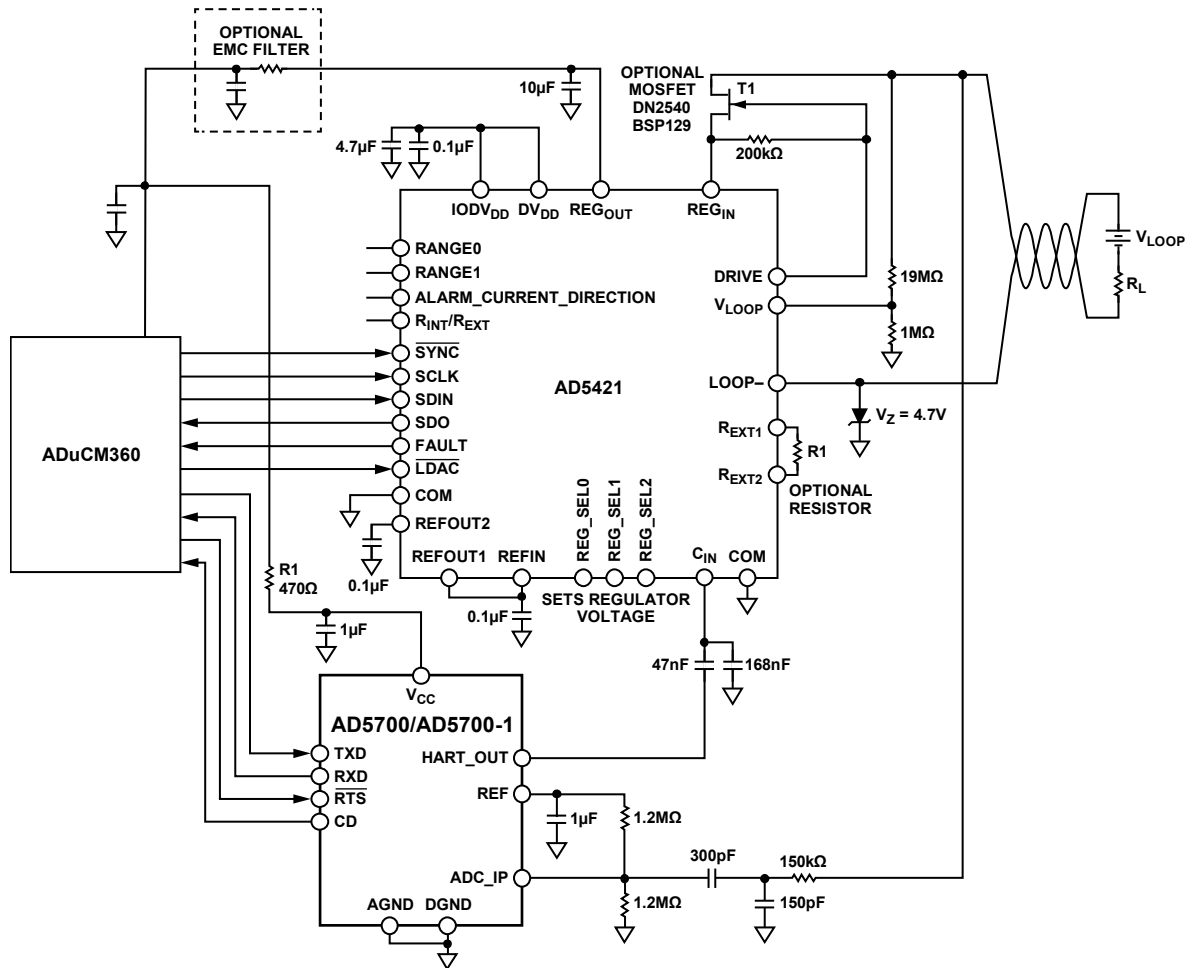 OPTIONAL
EMC FILTER
10µF
OPTIONAL
MOSFET
DN2540
BSP129
T1
200kΩ
4.7µF
0.1µF
IODVDD
DVDD
REGOUT
REGIN
RANGE0
RANGE1
ALARM_CURRENT_DIRECTION
RINT/REXT
SYNC
SCLK
SDIN
SDO
FAULT
LDAC
COM
REFOUT2
DRIVE
VLOOP
LOOP–
REXT1
REXT2
AD5421
19MΩ
1MΩ
VLOOP
RL
VZ = 4.7V
R1
OPTIONAL
RESISTOR
ADuCM360
0.1µF
REFOUT1
REFIN
REG_SEL0
REG_SEL1
REG_SEL2
CIN
COM
SETS REGULATOR
VOLTAGE
0.1µF
R1
470Ω
1µF
47nF
168nF
VCC
AD5700/AD5700-1
TXD
RXD
RTS
CD
HART_OUT
REF
ADC_IP
AGND
DGND
1µF
1.2MΩ
1.2MΩ
300pF
150kΩ
150pF